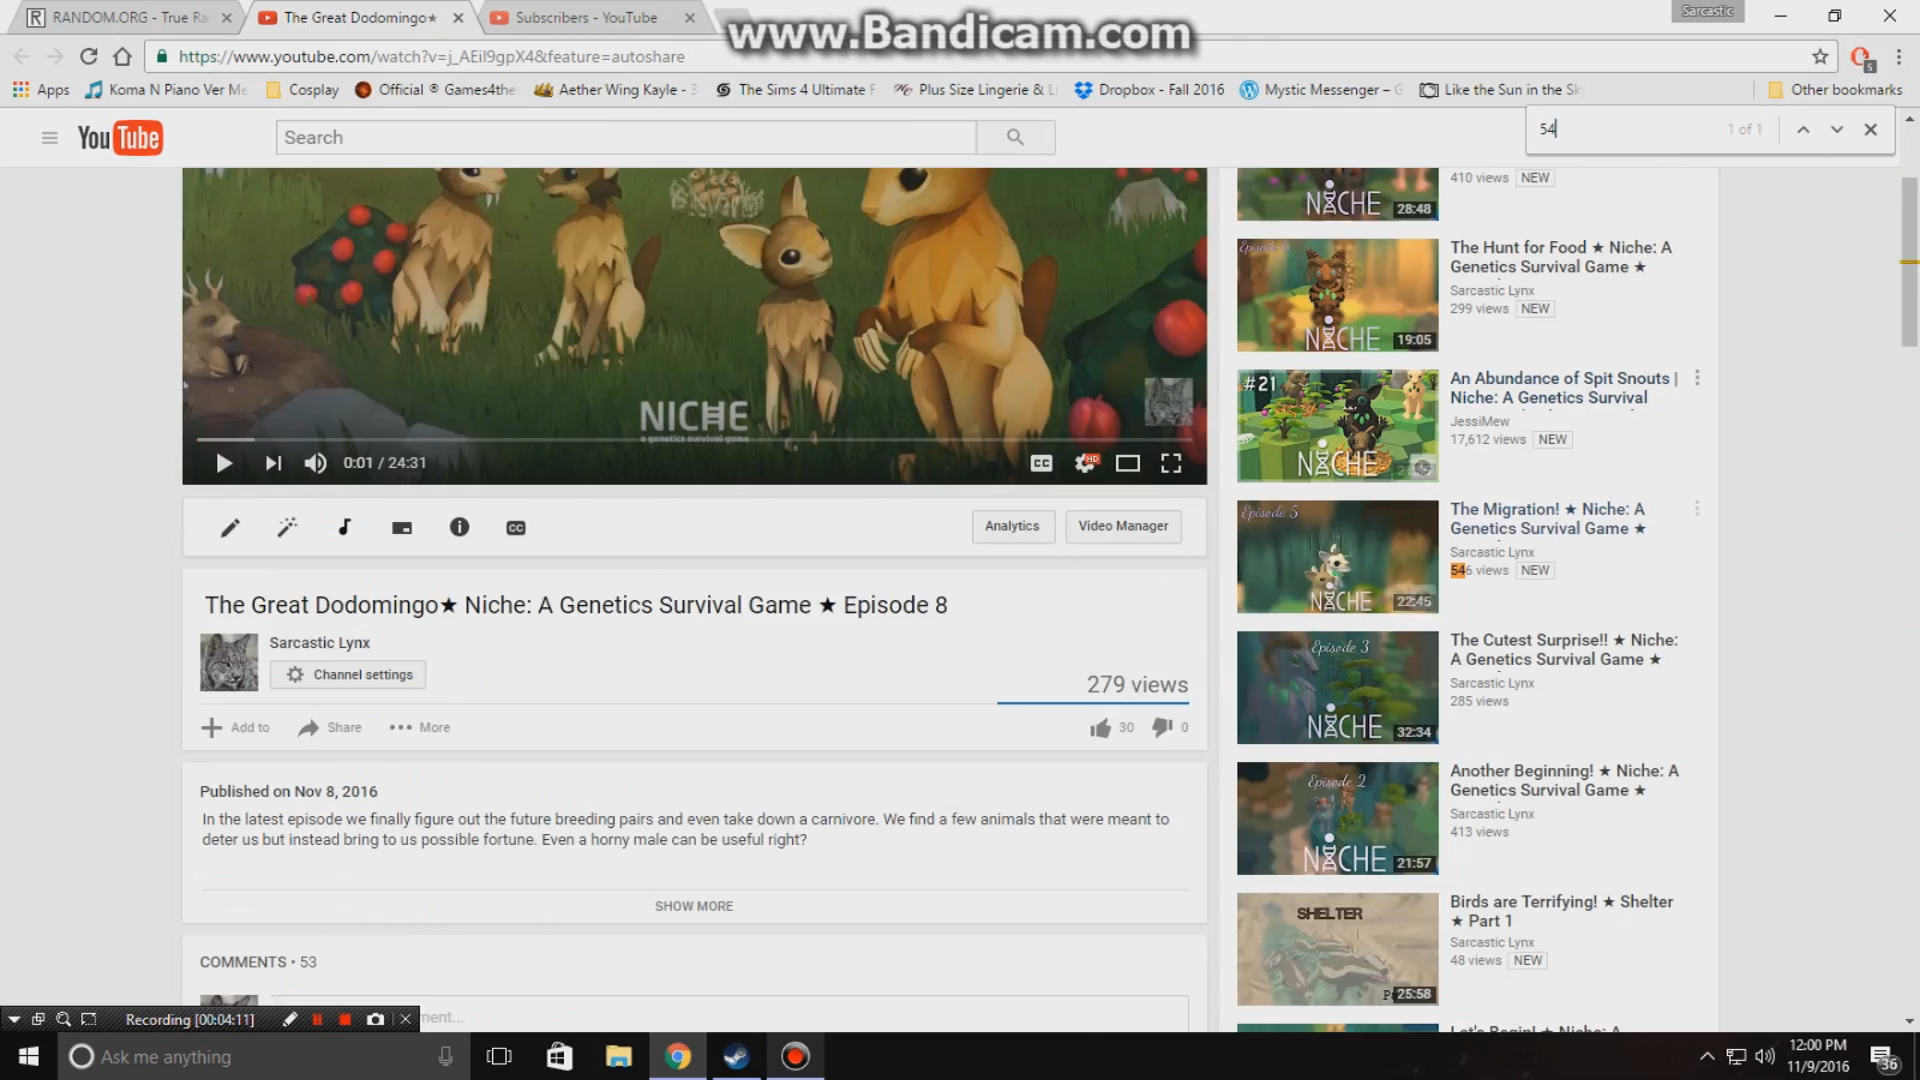 RANDOM.ORG - True Ra
The Great Dodomingo★
Subscribers - YouTube
www.Bandicam.com
Sarcastic
https://www.youtube.com/watch?v=j_AEil9gpX4&feature=autoshare
5
Apps
Koma N Piano Ver Me
Cosplay
Official ® Games4the
Aether Wing Kayle - 3
The Sims 4 Ultimate F
Plus Size Lingerie & Li
Dropbox - Fall 2016
Mystic Messenger – G
Like the Sun in the Sk
Other bookmarks
YouTube
Search
54
1 of 1
NICHE
a genetics survival game
0:01 / 24:31
CC
HD
Analytics
Video Manager
The Great Dodomingo★ Niche: A Genetics Survival Game ★ Episode 8
Sarcastic Lynx
Channel settings
279 views
Add to
Share
More
30
0
Published on Nov 8, 2016
In the latest episode we finally figure out the future breeding pairs and even take down a carnivore. We find a few animals that were meant to
deter us but instead bring to us possible fortune. Even a horny male can be useful right?
SHOW MORE
COMMENTS • 53
ment...
NICHE
28:48
410 views
NEW
NICHE
19:05
The Hunt for Food ★ Niche: A
Genetics Survival Game ★
Sarcastic Lynx
299 views
NEW
#21
NICHE
An Abundance of Spit Snouts |
Niche: A Genetics Survival
JessiMew
17,612 views
NEW
Episode 5
NICHE
22:45
The Migration! ★ Niche: A
Genetics Survival Game ★
Sarcastic Lynx
546 views
NEW
Episode 3
NICHE
32:34
The Cutest Surprise!! ★ Niche:
A Genetics Survival Game ★
Sarcastic Lynx
285 views
Episode 2
NICHE
21:57
Another Beginning! ★ Niche: A
Genetics Survival Game ★
Sarcastic Lynx
413 views
SHELTER
25:58
Birds are Terrifying! ★ Shelter
★ Part 1
Sarcastic Lynx
48 views
NEW
Let's Begin! ★ Niche: A
Recording [00:04:11]
Ask me anything
12:00 PM
11/9/2016
36